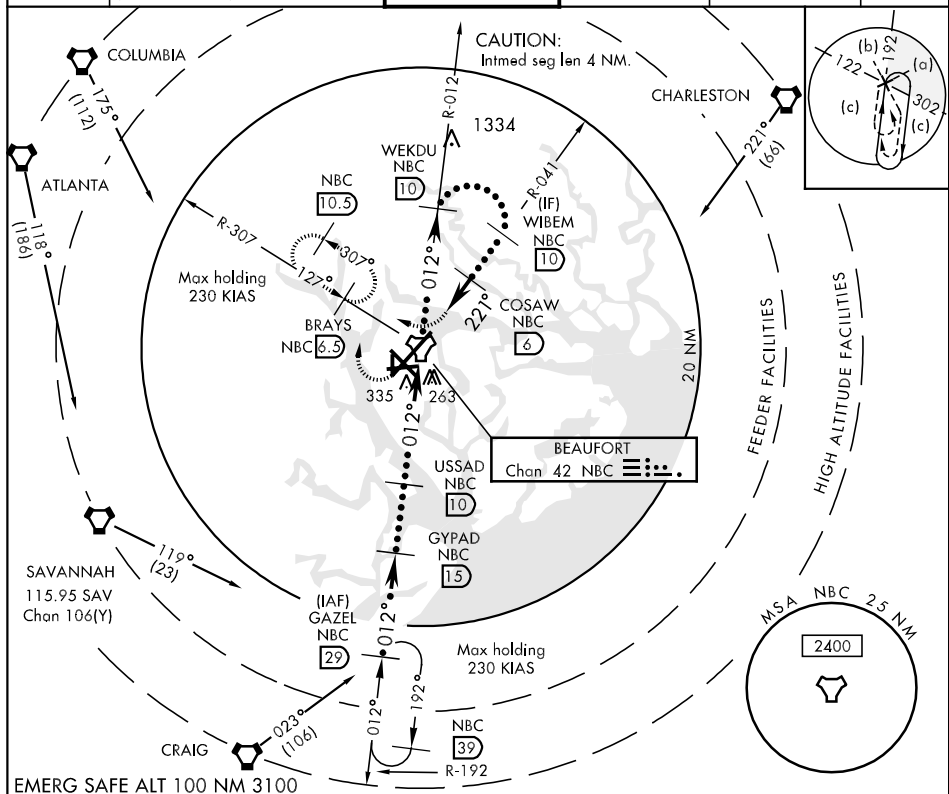 CAUTION:
Intmed seg len 4 NM.
COLUMBIA
175°
(112)
ATLANTA
118°
(186)
CHARLESTON
221°
(66)
(b)
192
(a)
122
302
(c)
(c)
R-012
1334
WEKDU
NBC
10
R-041
(IF)
WIBEM
NBC
10
NBC
10.5
R-307
307°
127°
Max holding
230 KIAS
012°
221°
COSAW
NBC
6
BRAYS
NBC 6.5
335
263
20 NM
FEEDER FACILITIES
HIGH ALTITUDE FACILITIES
BEAUFORT
Chan 42 NBC
012°
USSAD
NBC
10
GYPAD
NBC
15
SAVANNAH
115.95 SAV
Chan 106(Y)
119°
(23)
(IAF)
GAZEL
NBC
29
012°
Max holding
230 KIAS
012°
192°
NBC
39
R-192
CRAIG
023°
(106)
MSA NBC 25 NM
2400
EMERG SAFE ALT 100 NM 3100